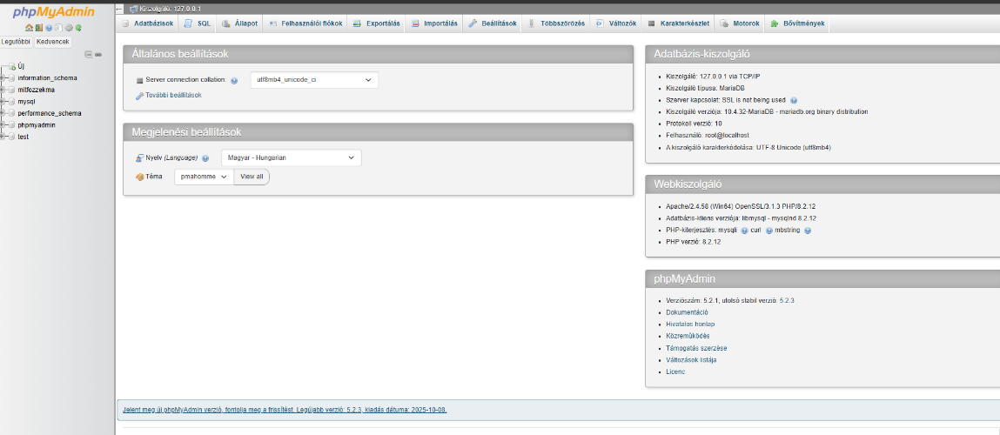 phpMyAdmin
Legutóbbi Kedvencek
Új
information_schema
mitfozzekma
mysql
performance_schema
phpmyadmin
test
Kiszolgáló: 127.0.0.1
Adatbázisok SQL Állapot Felhasználói fiókok Exportálás Importálás Beállítások Többszörözés Változók Karakterkészlet Motorok Bővítmények
Általános beállítások
Server connection collation: utf8mb4_unicode_ci
További beállítások
Megjelenési beállítások
Nyelv (Language) Magyar - Hungarian
Téma pmahomme View all
Adatbázis-kiszolgáló
Kiszolgáló: 127.0.0.1 via TCP/IP
Kiszolgáló típusa: MariaDB
Szerver kapcsolat: SSL is not being used
Kiszolgáló verziója: 10.4.32-MariaDB - mariadb.org binary distribution
Protokoll verzió: 10
Felhasználó: root@localhost
A kiszolgáló karakterkódolása: UTF-8 Unicode (utf8mb4)
Webkiszolgáló
Apache/2.4.58 (Win64) OpenSSL/3.1.3 PHP/8.2.12
Adatbázis-kliens verziója: libmysql - mysqlnd 8.2.12
PHP-kiterjesztés: mysqli curl mbstring
PHP verzió: 8.2.12
phpMyAdmin
Verziószám: 5.2.1, utolsó stabil verzió: 5.2.3
Dokumentáció
Hivatalos honlap
Közreműködés
Támogatás szerzése
Változások listája
Licenc
Jelent meg új phpMyAdmin verzió, fontolja meg a frissítést. Legújabb verzió: 5.2.3, kiadás dátuma: 2025-10-08.